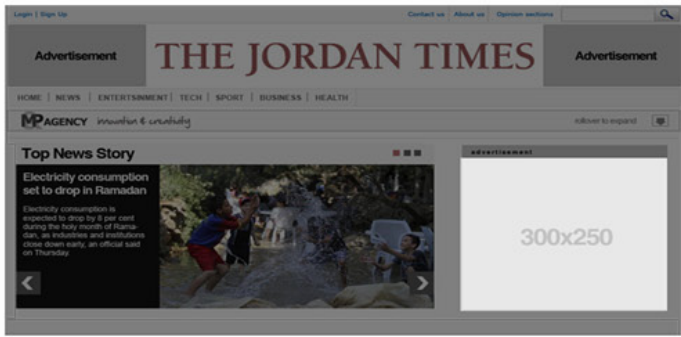 Login | Sign Up
Contact us | About us | Opinion sections
Advertisement
THE JORDAN TIMES
Advertisement
HOME | NEWS | ENTERTSINMENT | TECH | SPORT | BUSINESS | HEALTH
MPAGENCY innovation & creativity
rollover to expand
Top News Story
advertisement
Electricity consumption
set to drop in Ramadan
Electricity consumption is
expected to drop by 8 per cent
during the holy month of Rama-
dan, as industries and institutions
close down early, an official said
on Thursday.
300x250